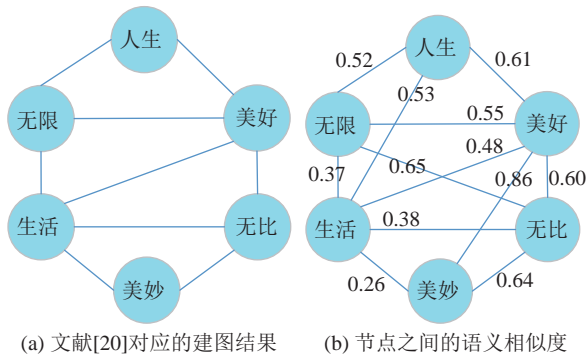 人生
无限
美好
生活
无比
美妙
(a) 文献[20]对应的建图结果
人生
0.52
0.61
0.53
无限
0.55
美好
0.48
0.37
0.65
0.86
0.60
生活
0.38
无比
0.26
美妙
0.64
(b) 节点之间的语义相似度